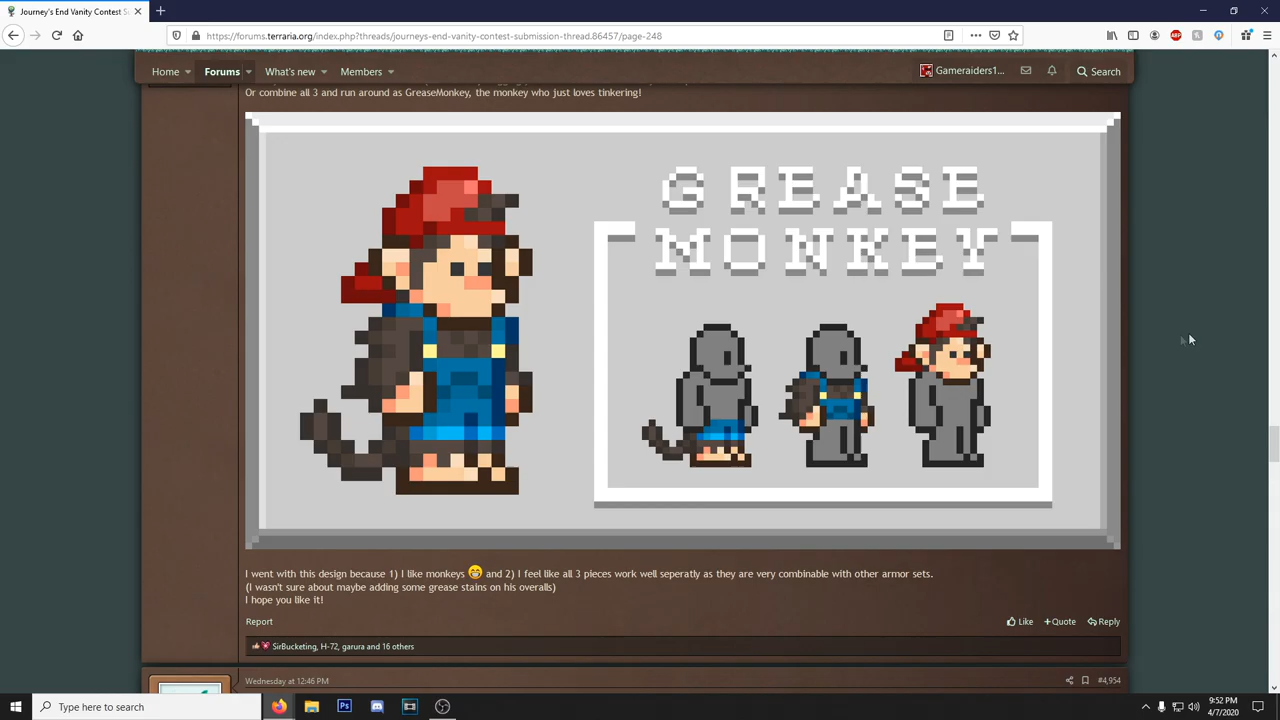 Journey's End Vanity Contest Su
https://forums.terraria.org/index.php?threads/journeys-end-vanity-contest-submission-thread.86457/page-248
ABP
Home
Forums
What's new
Members
Gameraiders1...
Search
Or combine all 3 and run around as GreaseMonkey, the monkey who just loves tinkering!
GREASE
MONKEY
I went with this design because 1) I like monkeys and 2) I feel like all 3 pieces work well seperatly as they are very combinable with other armor sets.
(I wasn't sure about maybe adding some grease stains on his overalls)
I hope you like it!
Report
Like
+Quote
Reply
SirBucketing, H-72, garura and 16 others
Wednesday at 12:46 PM
#4,954
Type here to search
Ps
9:52 PM
4/7/2020